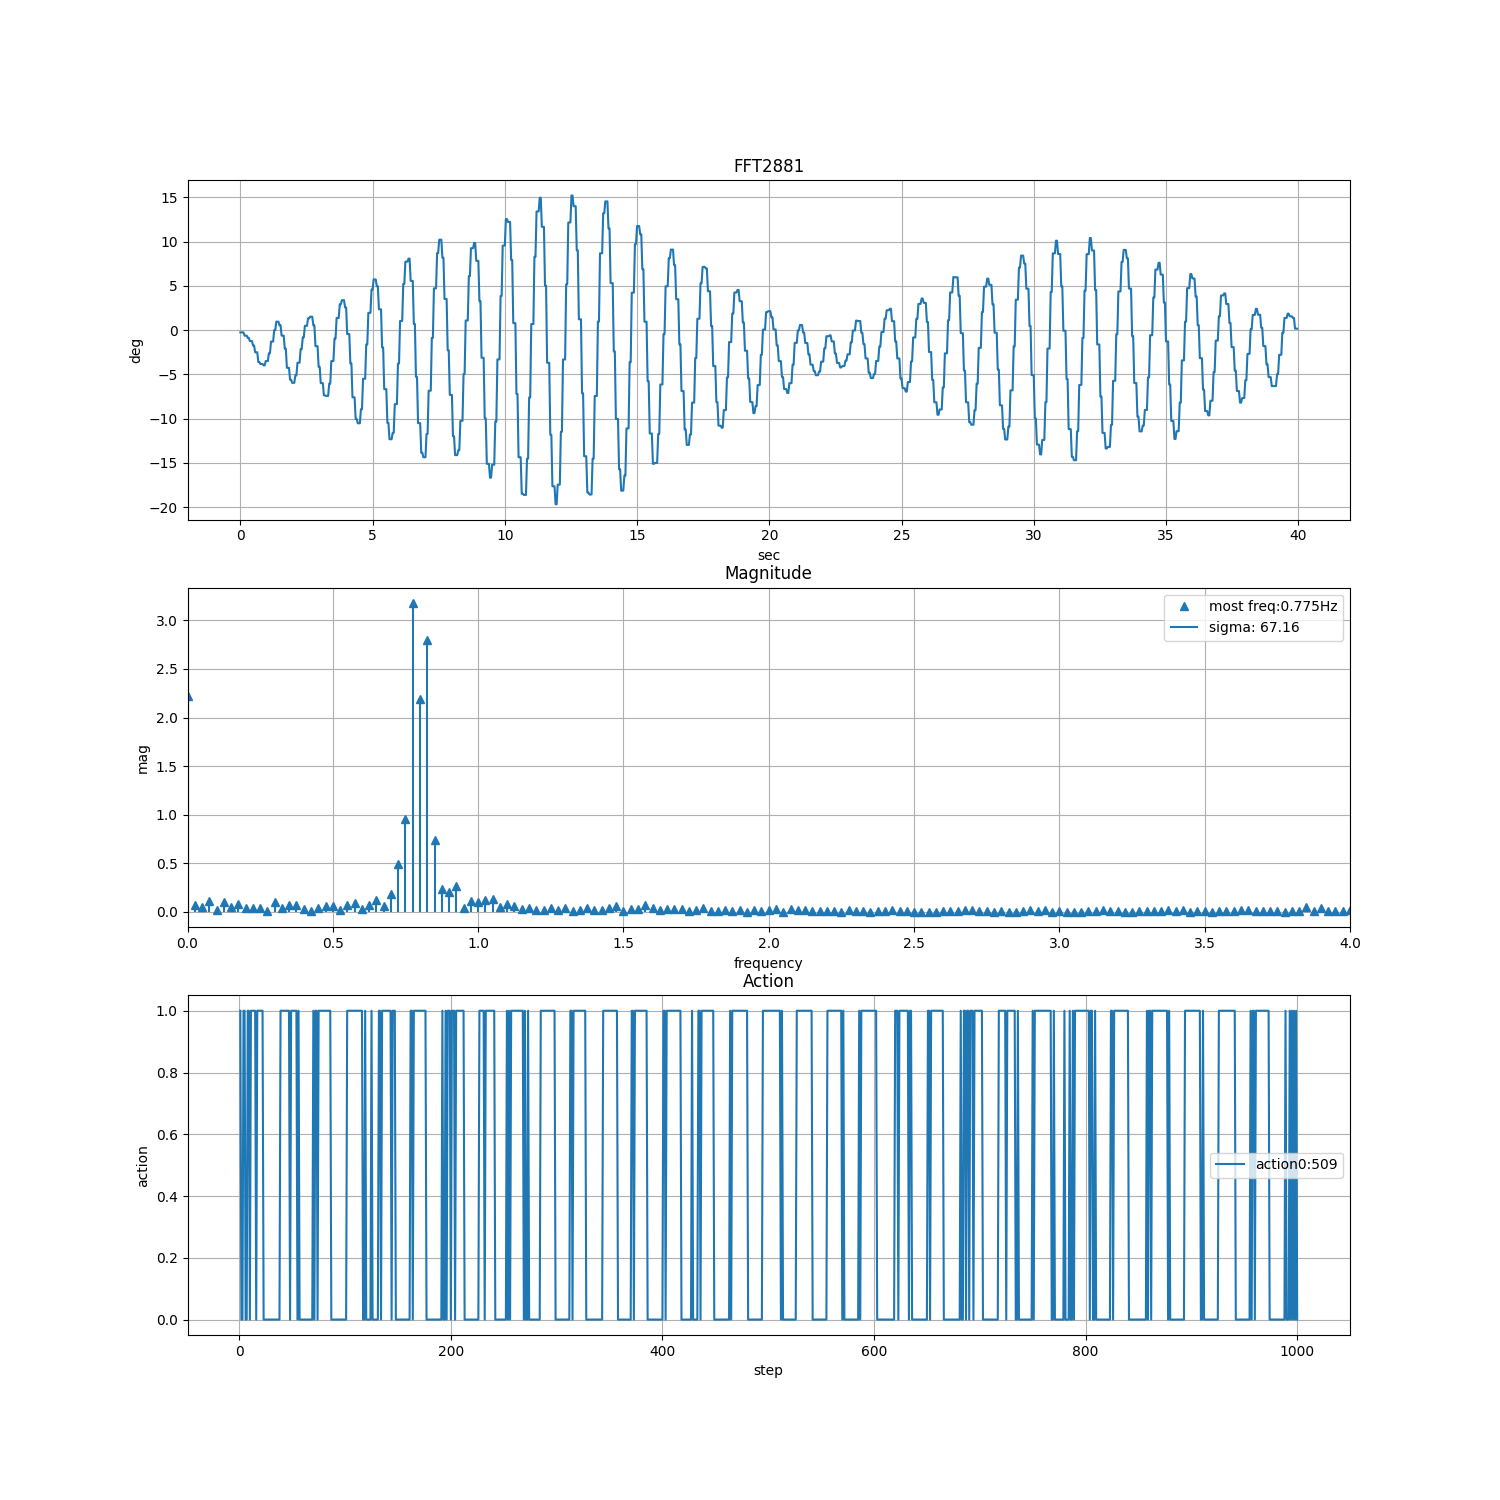 FFT2881
15
10
5
0
−5
−10
−15
−20
deg
0 5 10 15 20 25 30 35 40
sec
Magnitude
most freq:0.775Hz
sigma: 67.16
3.0
2.5
2.0
1.5
1.0
0.5
0.0
mag
0.0 0.5 1.0 1.5 2.0 2.5 3.0 3.5 4.0
frequency
Action
1.0
0.8
0.6
0.4
0.2
0.0
action
action0:509
0 200 400 600 800 1000
step